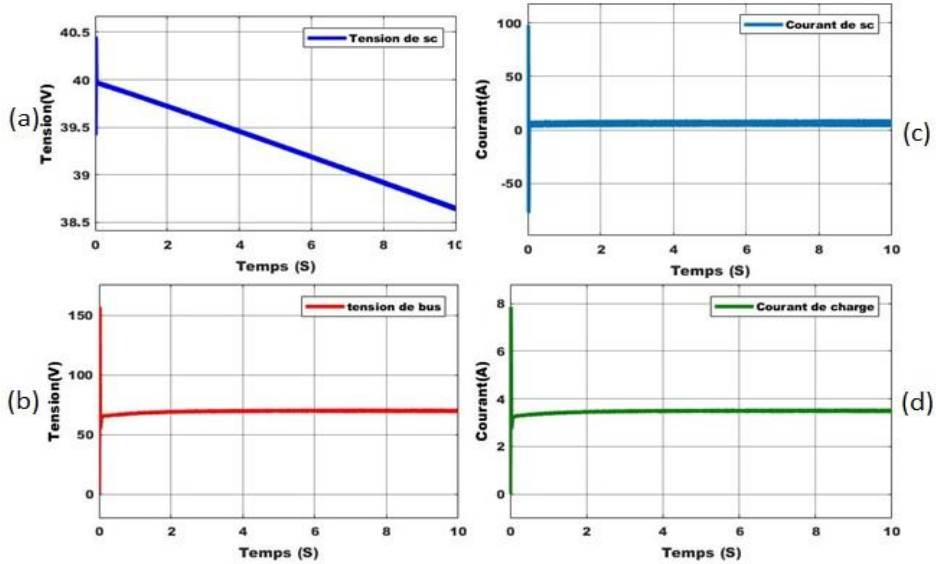 Tension de sc
40.5
40
39.5
39
38.5
Tension(V)
0 2 4 6 8 10
Temps (S)
(a)
Courant de sc
100
50
0
-50
Courant(A)
0 2 4 6 8 10
Temps (S)
(c)
tension de bus
150
100
50
0
Tension(V)
0 2 4 6 8 10
Temps (S)
(b)
Courant de charge
8
6
4
2
0
Courant(A)
0 2 4 6 8 10
Temps (S)
(d)